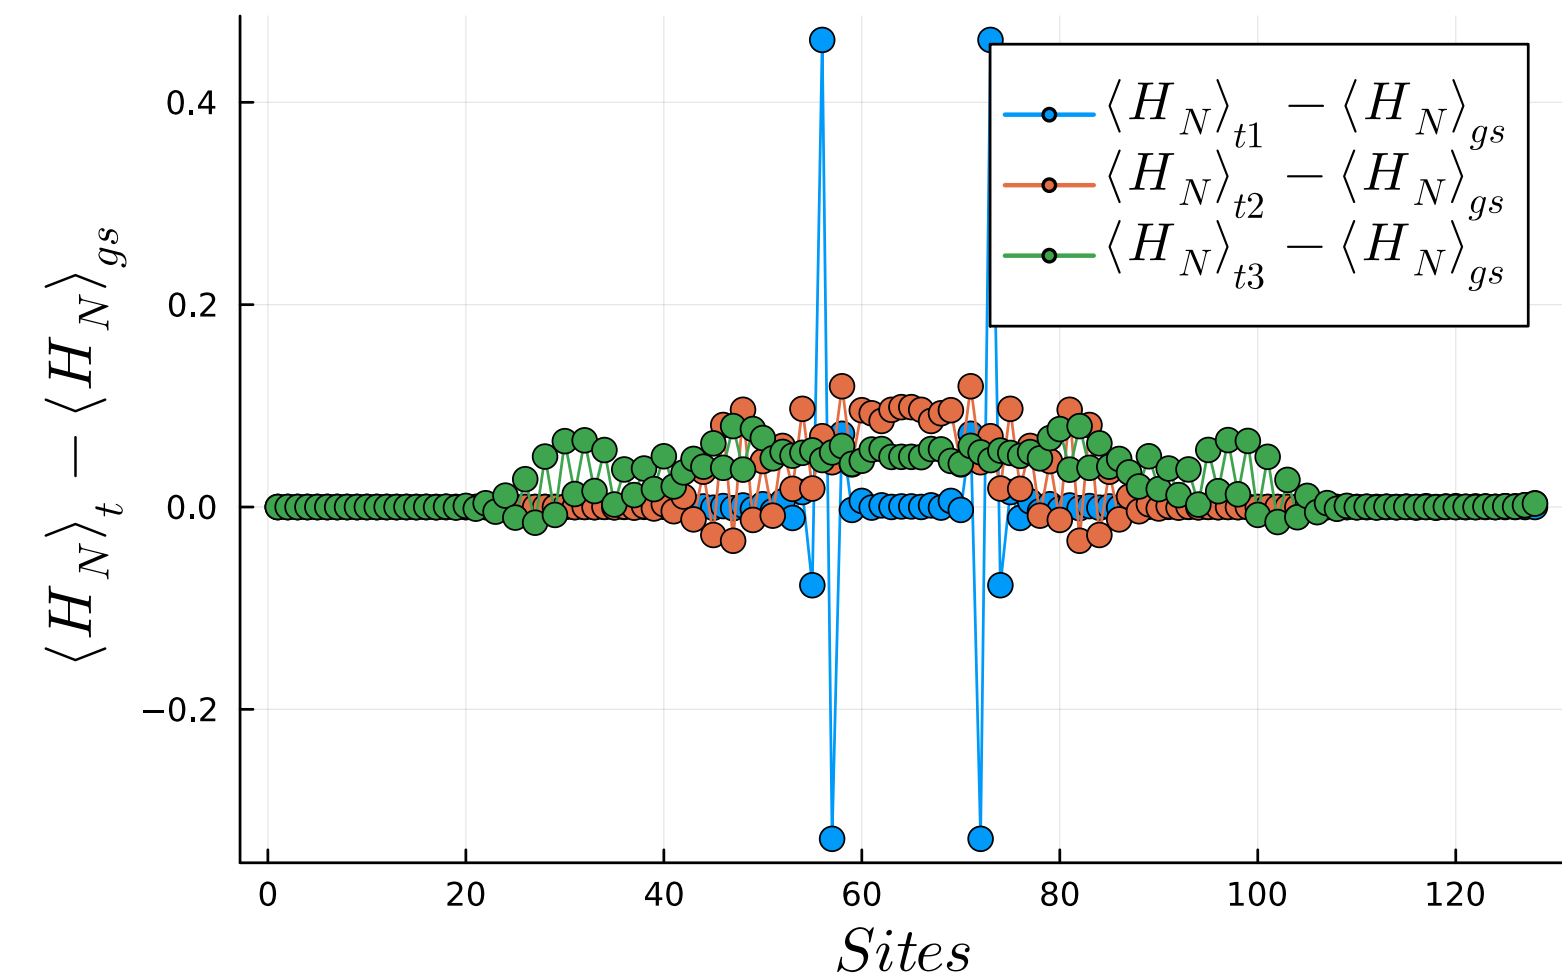 0.4
0.2
0.0
−0.2
0 20 40 60 80 100 120
Sites
⟨H_N⟩_t − ⟨H_N⟩_gs
⟨H_N⟩_t1 − ⟨H_N⟩_gs
⟨H_N⟩_t2 − ⟨H_N⟩_gs
⟨H_N⟩_t3 − ⟨H_N⟩_gs